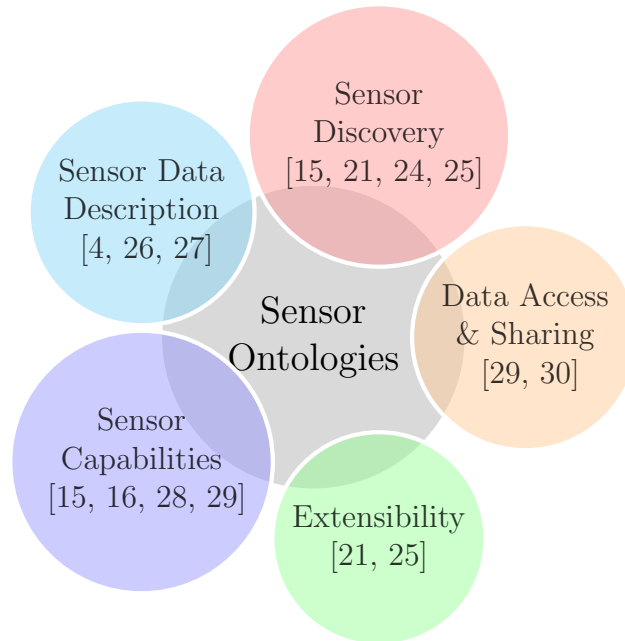 Sensor
Discovery
[15, 21, 24, 25]
Sensor Data
Description
[4, 26, 27]
Data Access
& Sharing
[29, 30]
Sensor
Ontologies
Sensor
Capabilities
[15, 16, 28, 29]
Extensibility
[21, 25]